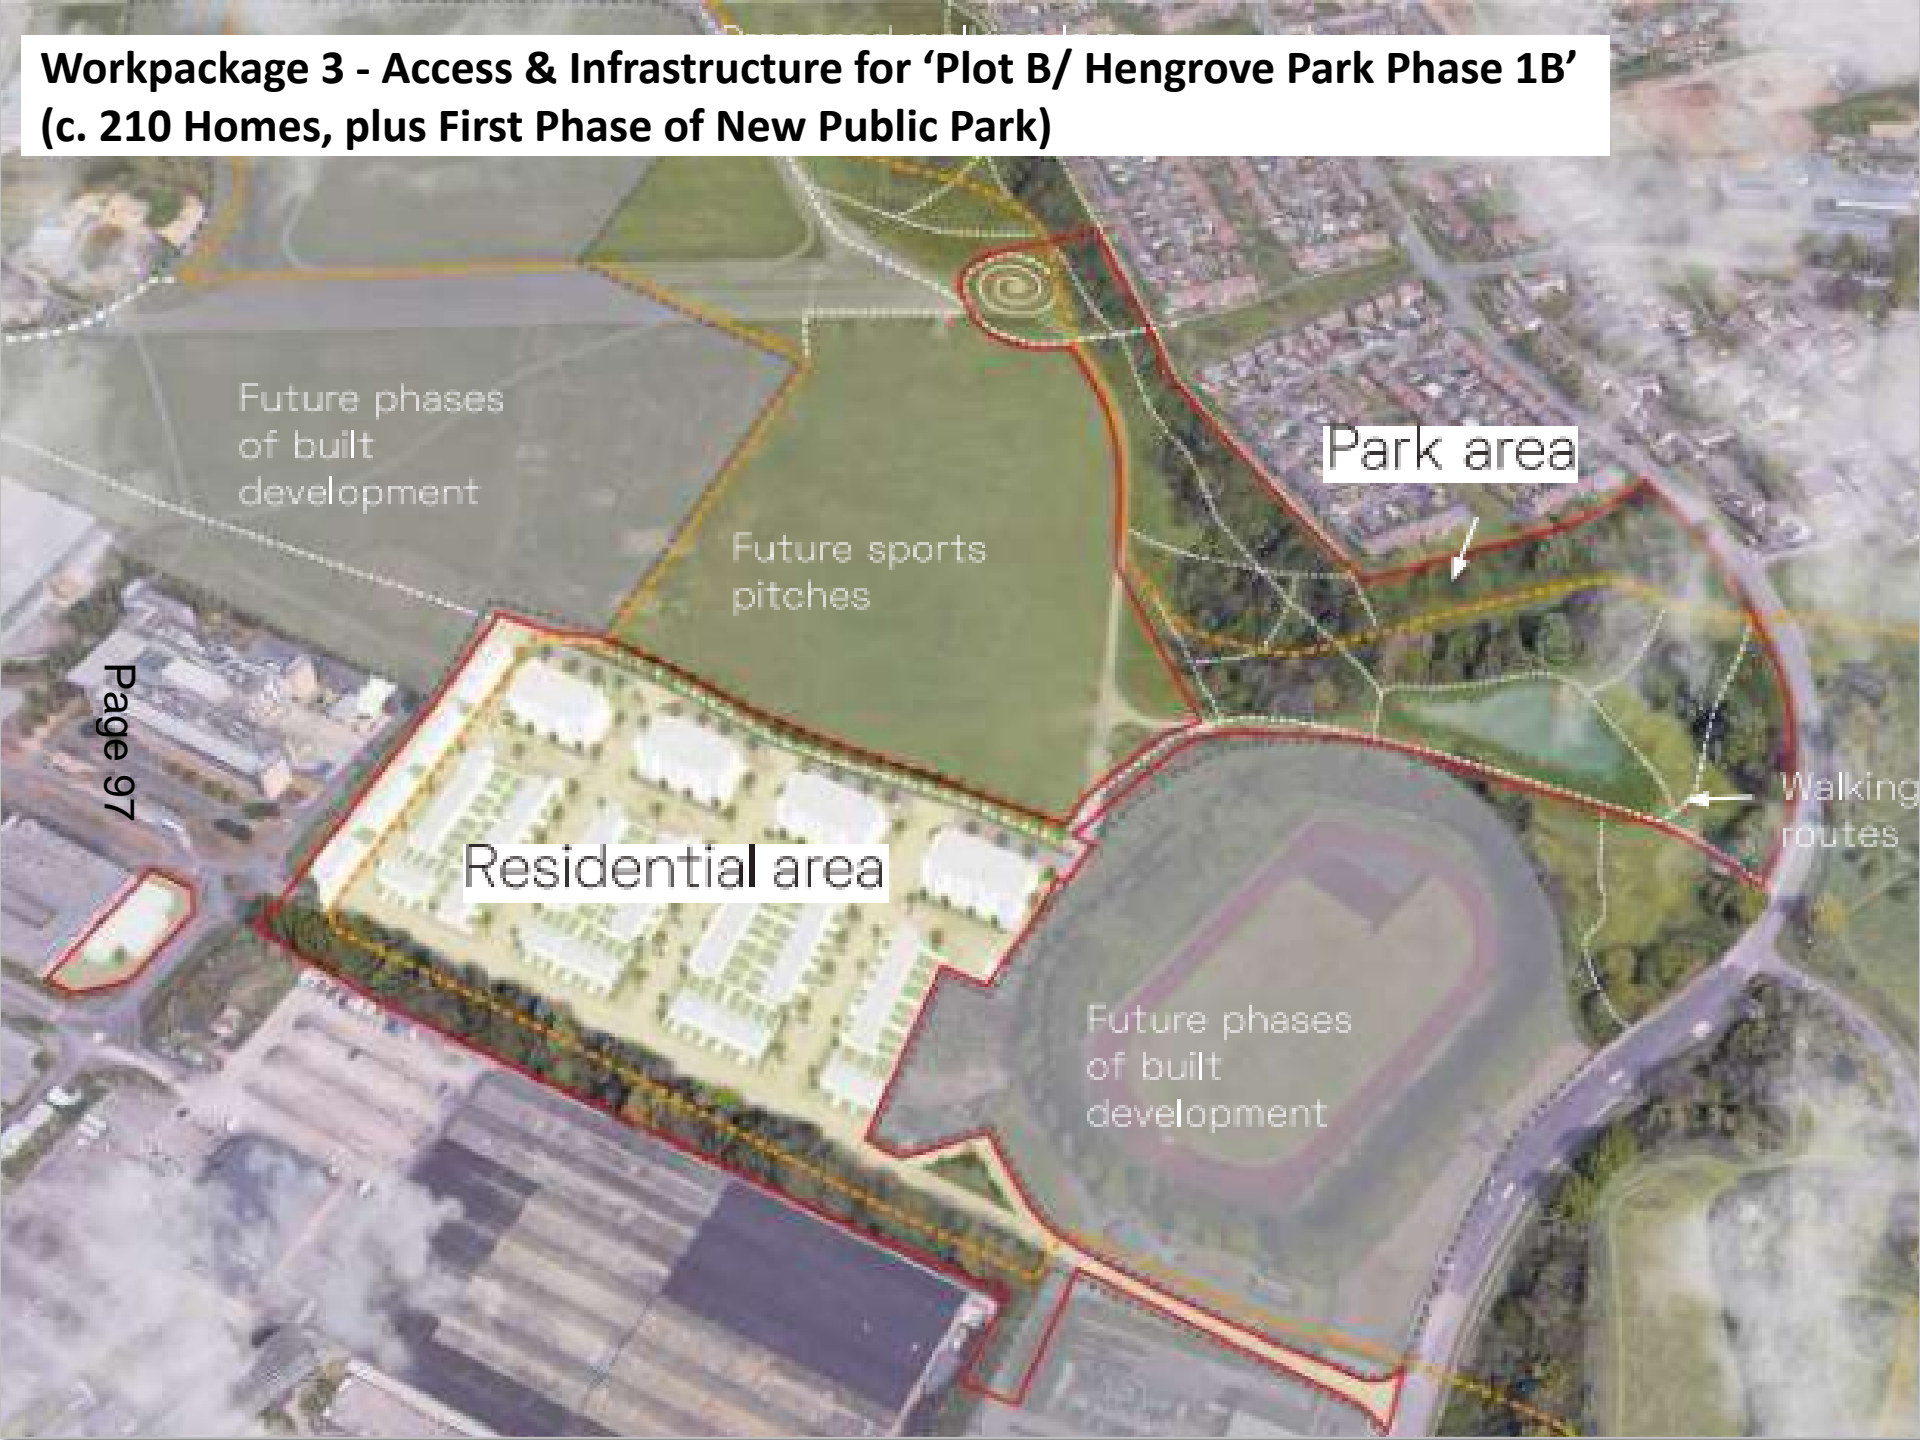 Workpackage 3 - Access & Infrastructure for ‘Plot B/ Hengrove Park Phase 1B’
(c. 210 Homes, plus First Phase of New Public Park)
Future phases
of built
development
Park area
Future sports
pitches
Page 97
Walking
routes
Residential area
Future phases
of built
development